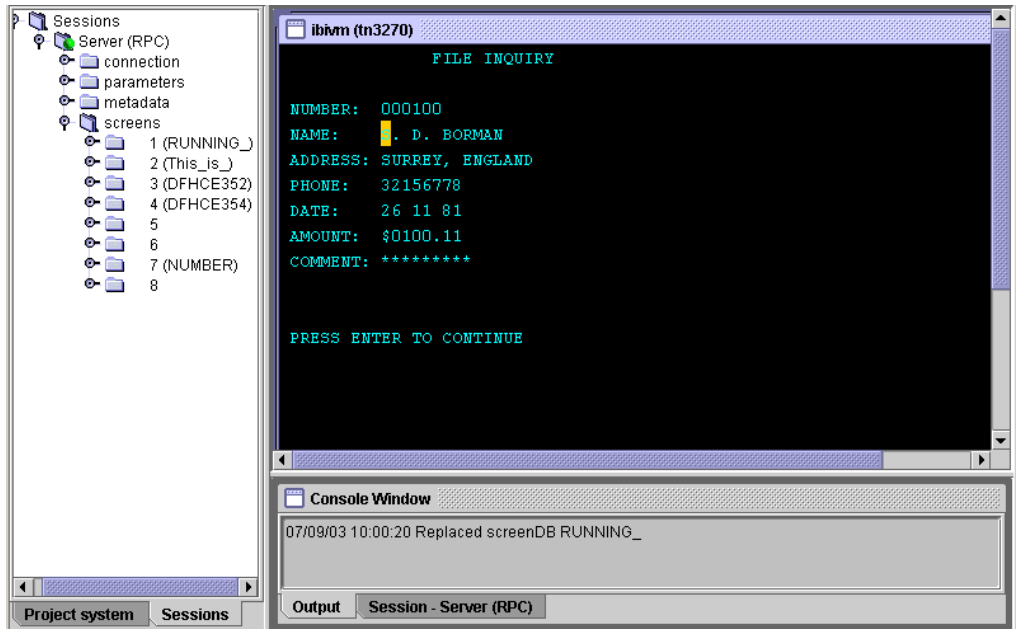 Sessions
Server (RPC)
connection
parameters
metadata
screens
1 (RUNNING_)
2 (This_is_)
3 (DFHCE352)
4 (DFHCE354)
5
6
7 (NUMBER)
8
Project system Sessions
ibivm (tn3270)
FILE INQUIRY
NUMBER: 000100
NAME: S. D. BORMAN
ADDRESS: SURREY, ENGLAND
PHONE: 32156778
DATE: 26 11 81
AMOUNT: $0100.11
COMMENT: *********
PRESS ENTER TO CONTINUE
Console Window
07/09/03 10:00:20 Replaced screenDB RUNNING_
Output Session - Server (RPC)